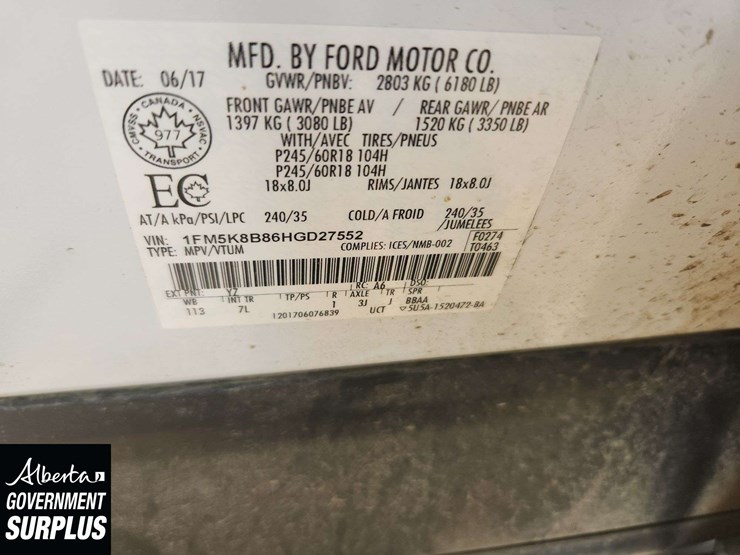 MFD. BY FORD MOTOR CO.
DATE: 06/17
GVWR/PNBV: 2803 KG ( 6180 LB)
FRONT GAWR/PNBE AV / REAR GAWR/ PNBE AR
1397 KG ( 3080 LB) 1520 KG ( 3350 LB)
CANADA
CMVSS NSVAC
977
TRANSPORT
WITH/AVEC TIRES/PNEUS
P245/60R18 104H
P245/60R18 104H
EC
18x8.0J RIMS/JANTES 18x8.0J
AT/A kPa/PSI/LPC 240/35 COLD/A FROID 240/35
/JUMELEES
VIN: 1FM5K8B86HGD27552
F0274
TYPE: MPV/VTUM COMPLIES: ICES/NMB-002
T0463
EXT PNT: YZ RC: A6 DSO:
WB INT TR TP/PS R AXLE TR SPR
113 7L 1 3J J BBAA
1201706076839 UCT 5U5A-1520472-BA
Alberta
GOVERNMENT
SURPLUS